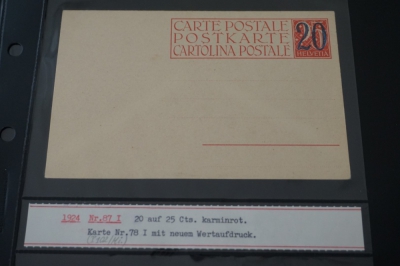 CARTE POSTALE
POSTKARTE
CARTOLINA POSTALE
20
HELVETIA
1924 Nr.87 I 20 auf 25 Cts. karminrot.
Karte Nr.78 I mit neuem Wertaufdruck.